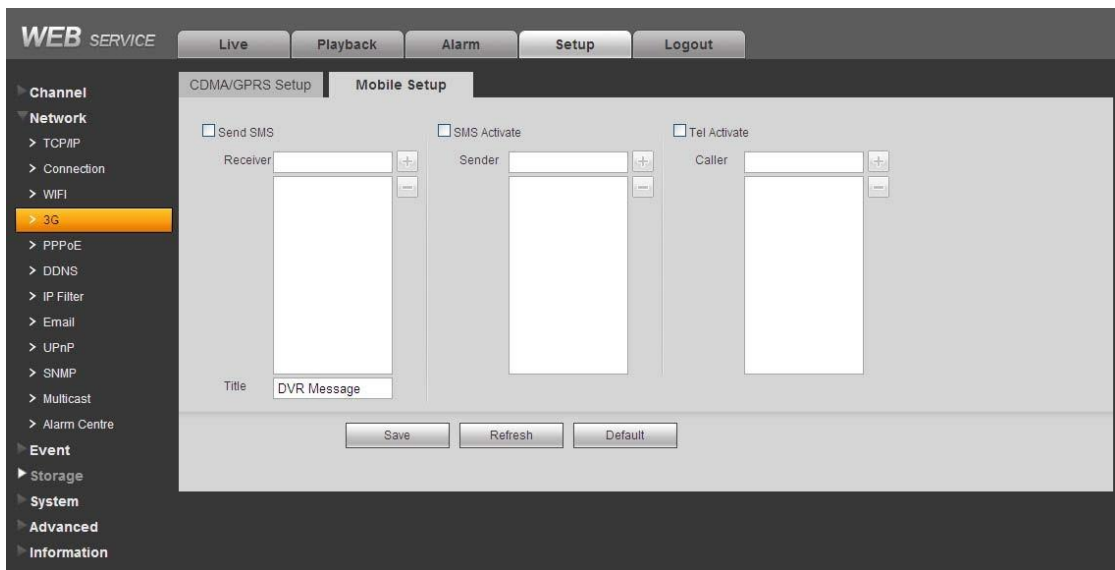 WEB SERVICE
Live
Playback
Alarm
Setup
Logout
CDMA/GPRS Setup
Mobile Setup
Channel
Network
> TCP/IP
> Connection
> WIFI
> 3G
> PPPoE
> DDNS
> IP Filter
> Email
> UPnP
> SNMP
> Multicast
> Alarm Centre
Event
Storage
System
Advanced
Information
Send SMS
Receiver
Title
DVR Message
SMS Activate
Sender
Tel Activate
Caller
Save
Refresh
Default